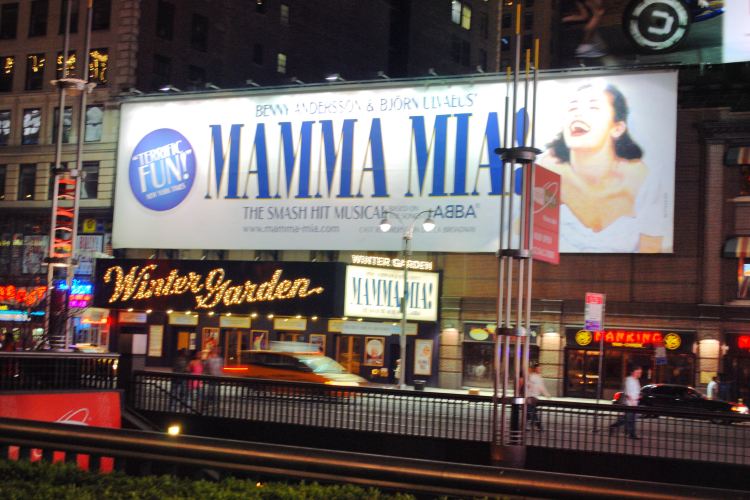 BENNY ANDERSSON & BJÖRN ULVAEUS'
"TERRIFIC
FUN!"
NEW YORK TIMES
MAMMA MIA!
THE SMASH HIT MUSICAL BASED ON THE SONGS OF ABBA®
www.mamma-mia.com
BROADWAY
Winter Garden
WINTER GARDEN
MAMMA MIA!
PARKING